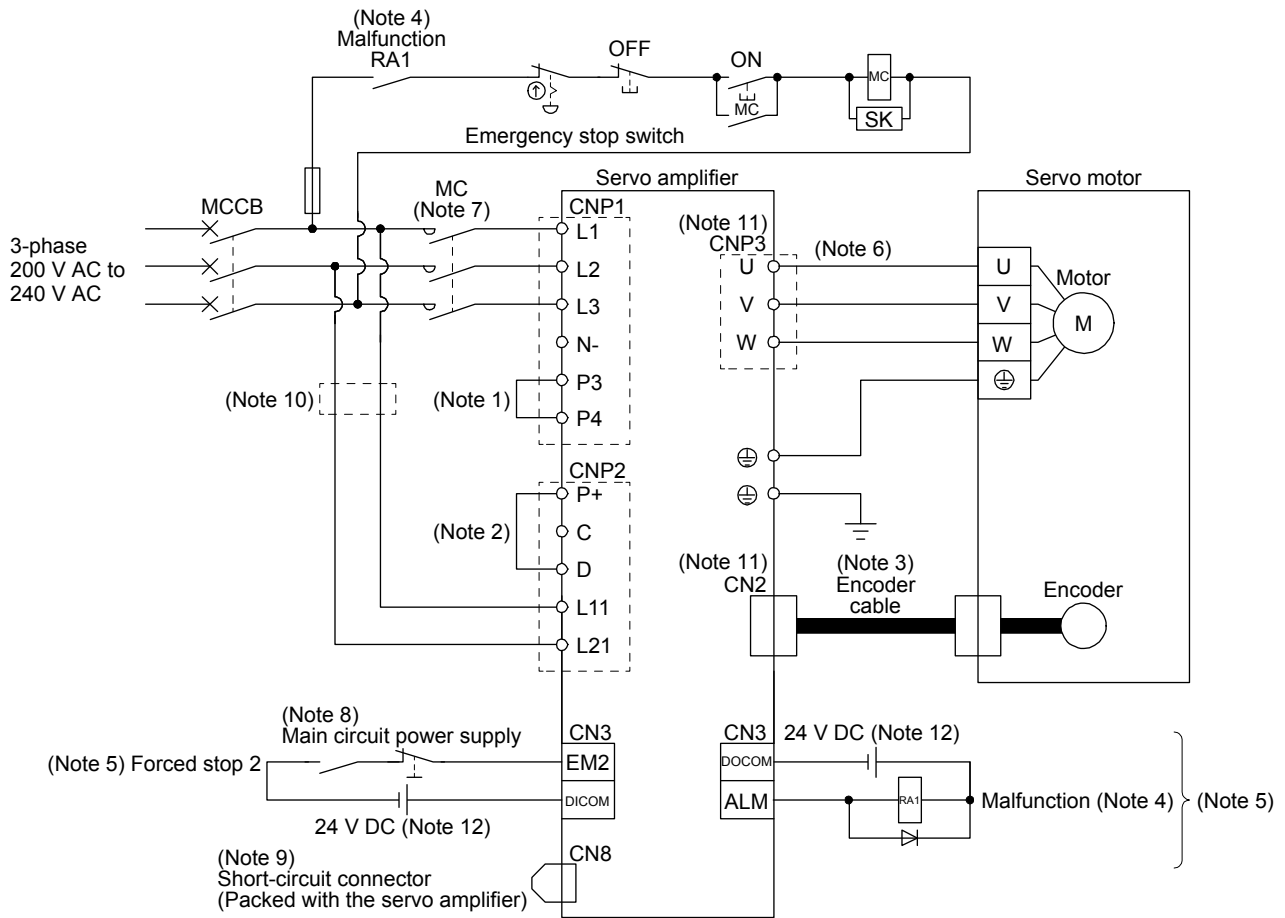 (Note 4)
Malfunction
RA1
OFF
ON
MC
MC
SK
Emergency stop switch
Servo amplifier
Servo motor
MCCB
MC
(Note 7)
CNP1
3-phase
200 V AC to
240 V AC
L1
L2
L3
N-
P3
P4
(Note 10)
(Note 1)
(Note 11)
CNP3
(Note 6)
U
V
W
U
V
W
Motor
M
CNP2
P+
C
D
L11
L21
(Note 2)
(Note 11)
CN2
(Note 3)
Encoder
cable
Encoder
(Note 8)
Main circuit power supply
(Note 5) Forced stop 2
24 V DC (Note 12)
CN3
EM2
DICOM
CN3
DOCOM
ALM
24 V DC (Note 12)
RA1
Malfunction (Note 4)
(Note 5)
(Note 9)
Short-circuit connector
(Packed with the servo amplifier)
CN8